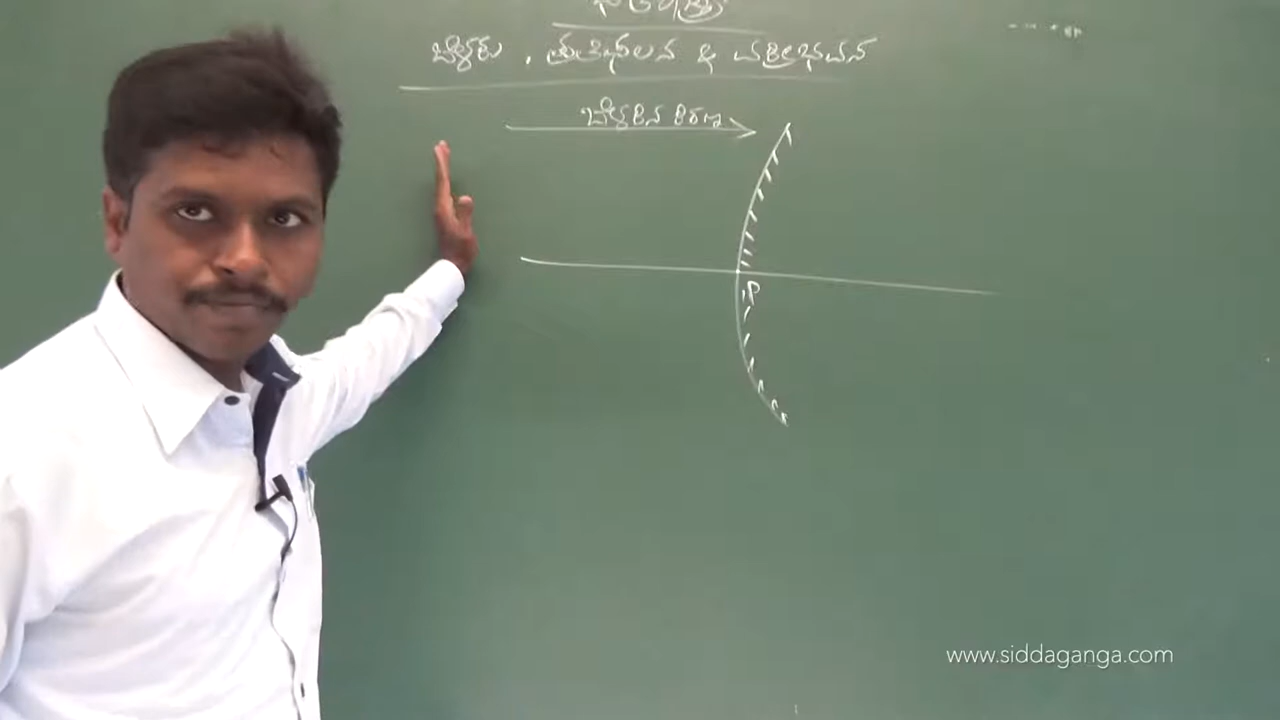 ಬೆಳಕು , ಪ್ರತಿಫಲನ & ವಕ್ರೀಭವನ
ಬೆಳಕಿನ ಕಿರಣ
P
www.siddaganga.com